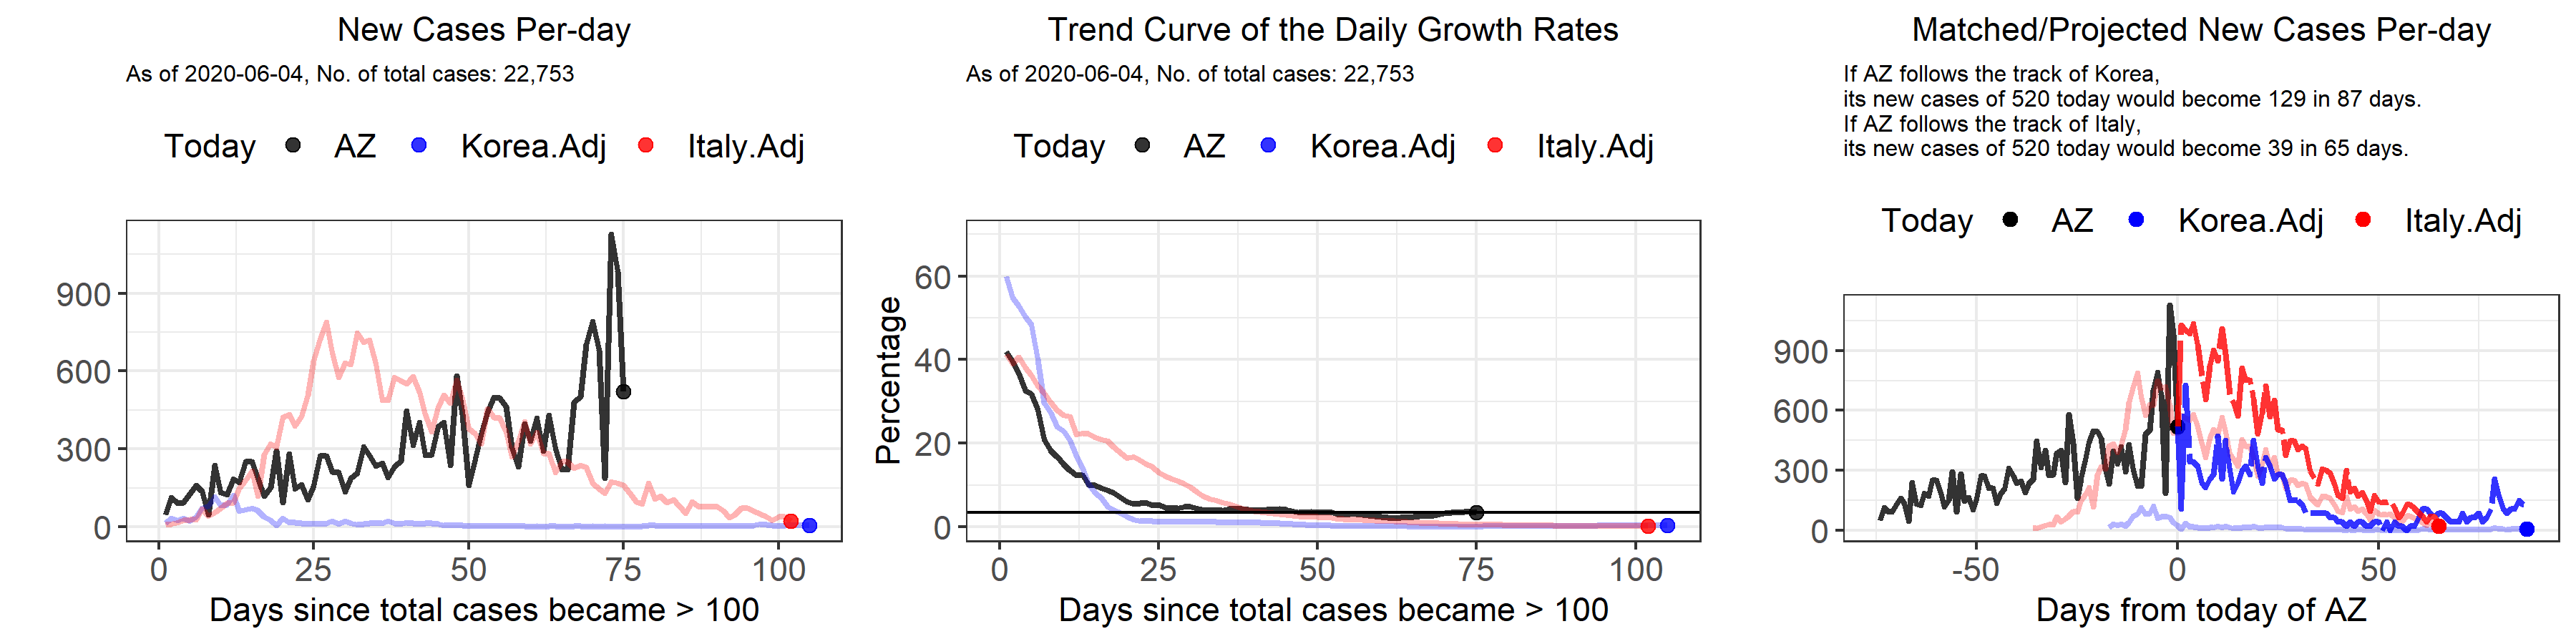 New Cases Per-day
As of 2020-06-04, No. of total cases: 22,753
Today AZ Korea.Adj Italy.Adj
900
600
300
0
0 25 50 75 100
Days since total cases became > 100
Trend Curve of the Daily Growth Rates
As of 2020-06-04, No. of total cases: 22,753
Today AZ Korea.Adj Italy.Adj
Percentage
60
40
20
0
0 25 50 75 100
Days since total cases became > 100
Matched/Projected New Cases Per-day
If AZ follows the track of Korea,
its new cases of 520 today would become 129 in 87 days.
If AZ follows the track of Italy,
its new cases of 520 today would become 39 in 65 days.
Today AZ Korea.Adj Italy.Adj
900
600
300
0
-50 0 50
Days from today of AZ